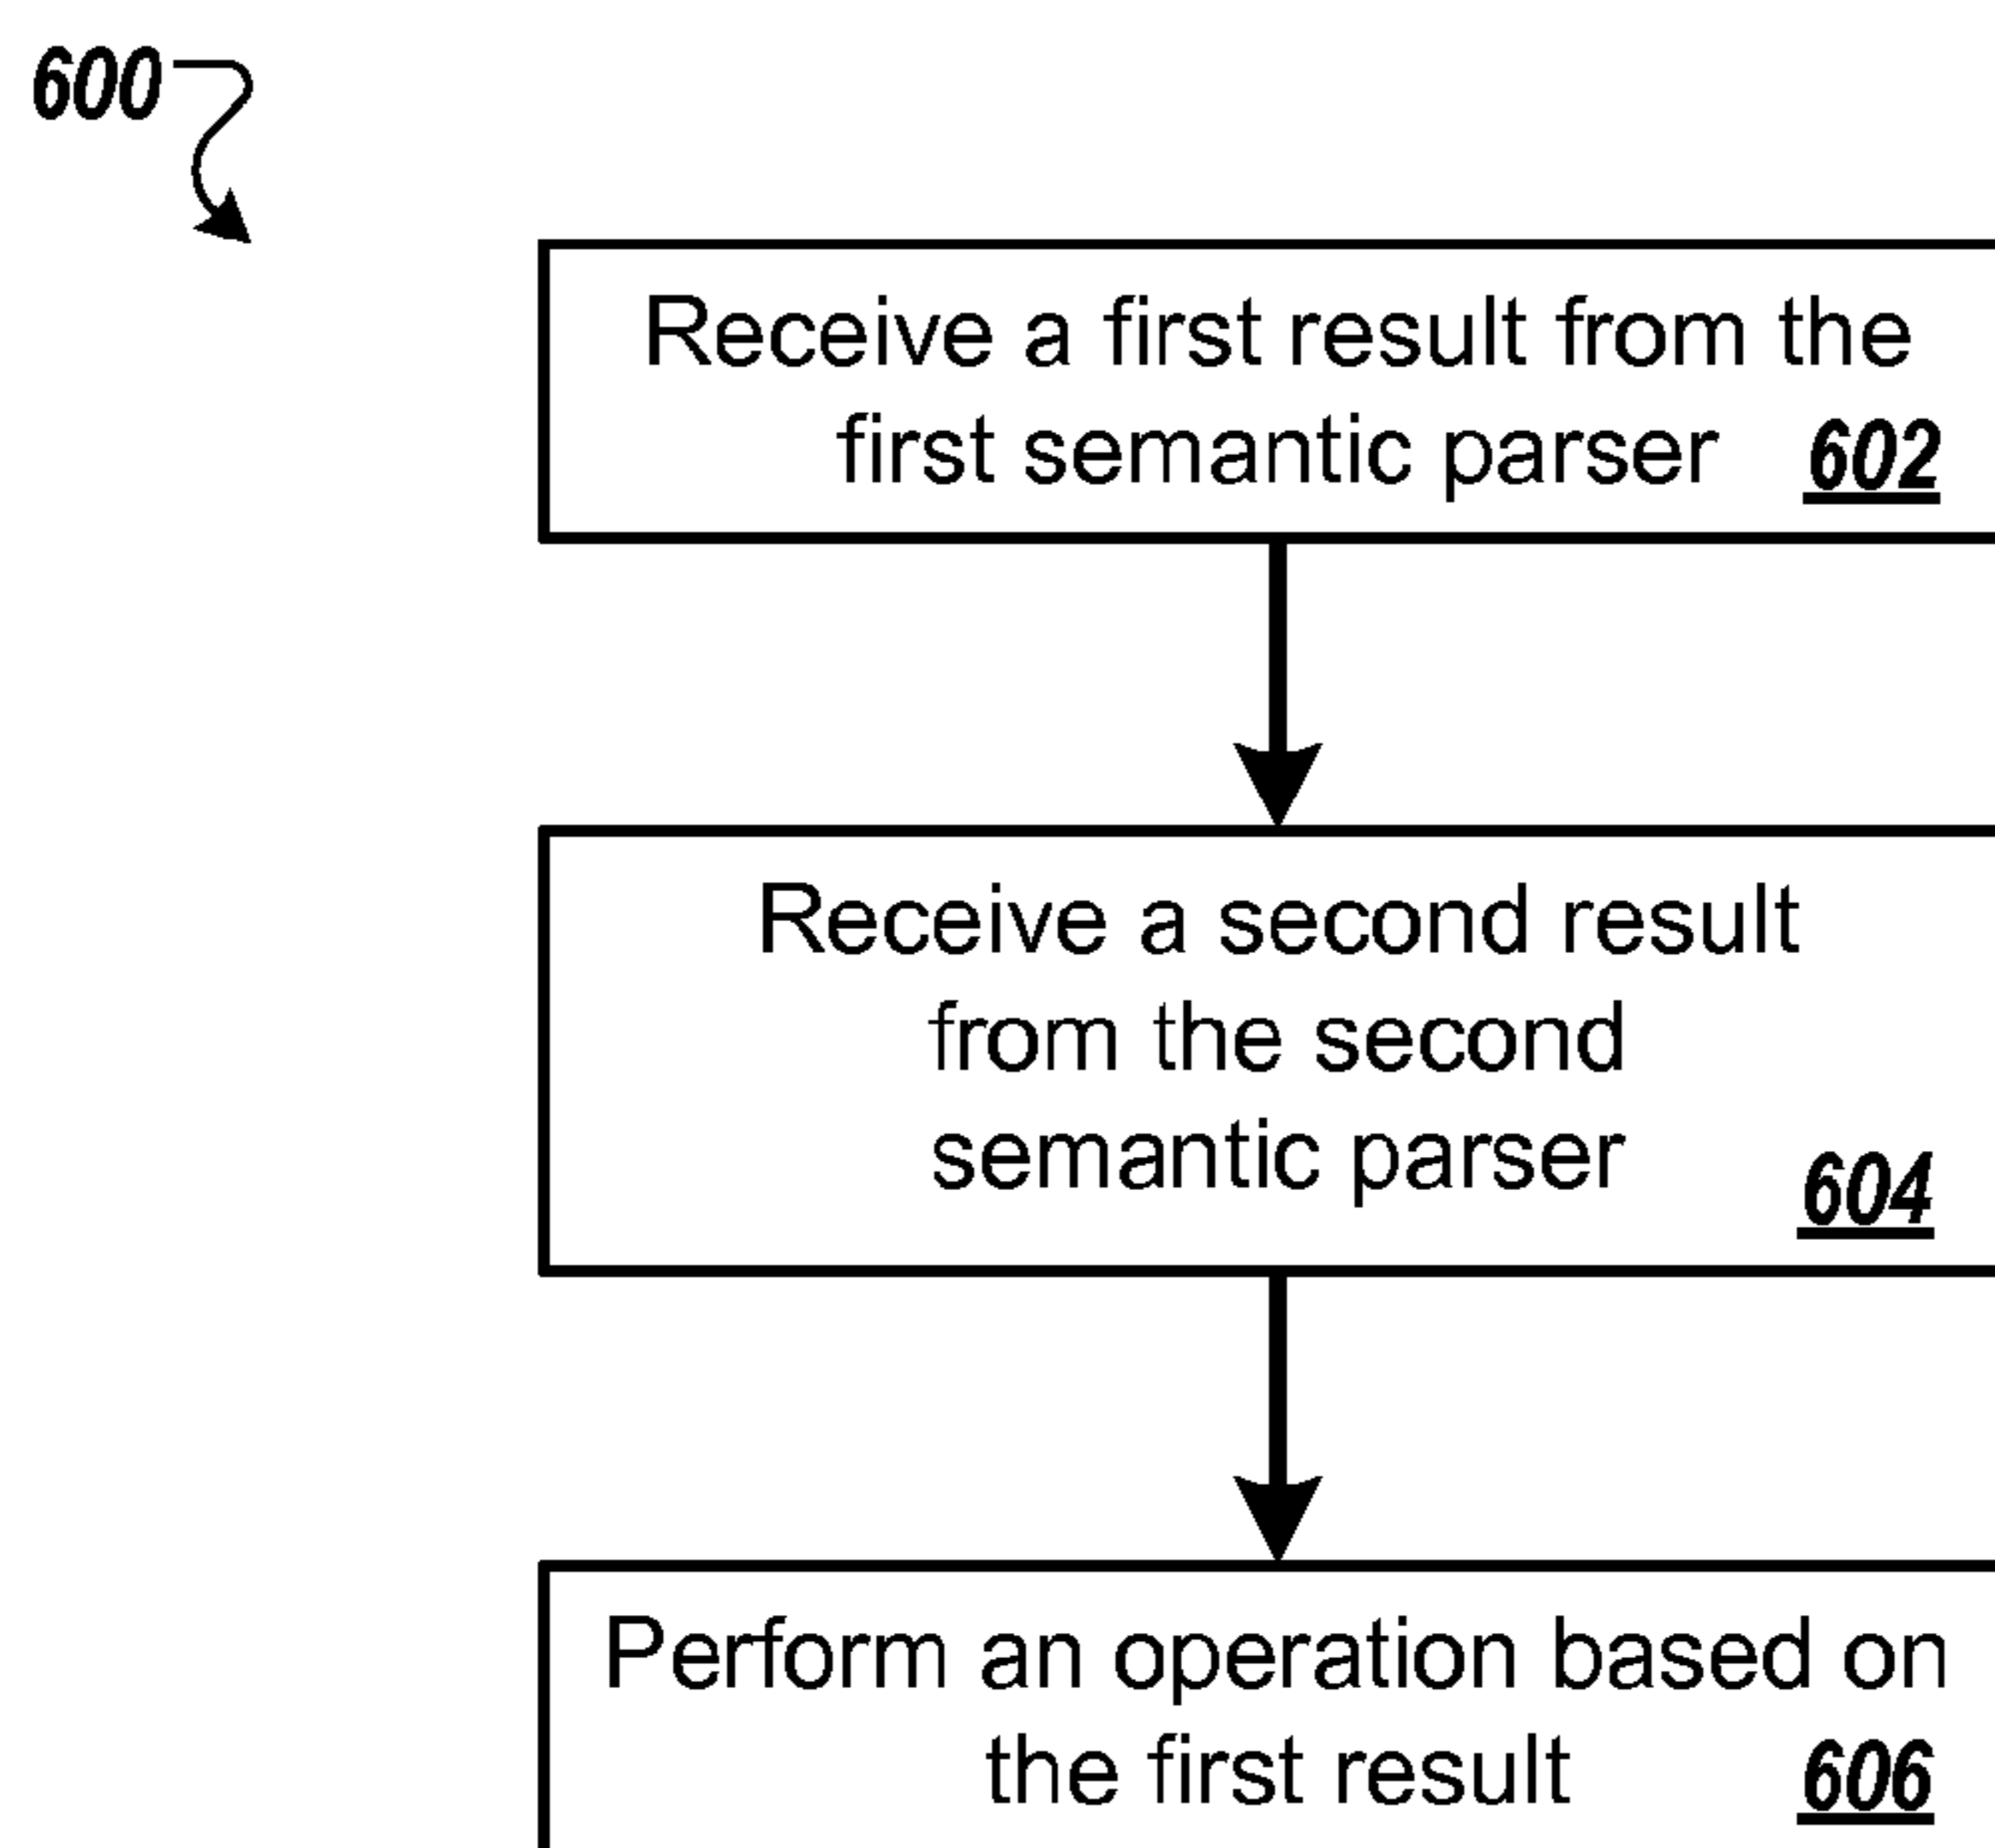 600
Receive a first result from the
first semantic parser 602
Receive a second result
from the second
semantic parser 604
Perform an operation based on
the first result 606